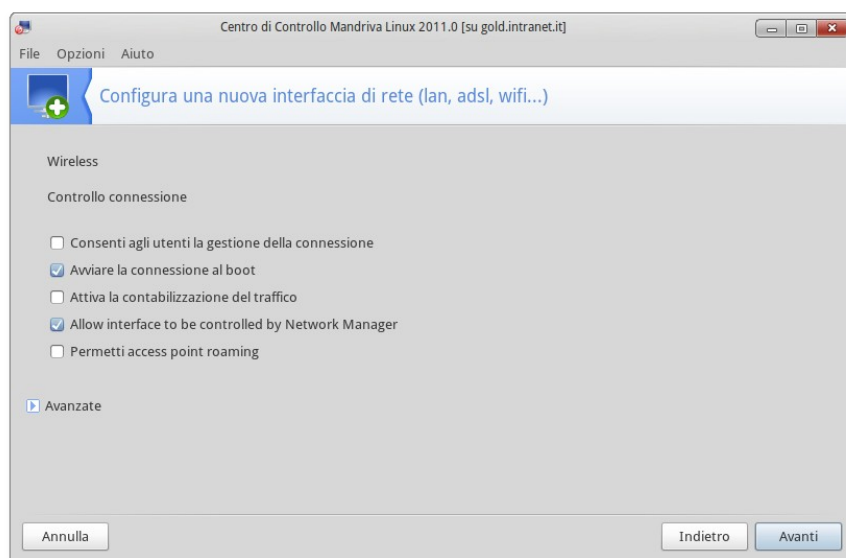 Centro di Controllo Mandriva Linux 2011.0 [su gold.intranet.it]
File Opzioni Aiuto
Configura una nuova interfaccia di rete (lan, adsl, wifi...)
Wireless
Controllo connessione
Consenti agli utenti la gestione della connessione
Avviare la connessione al boot
Attiva la contabilizzazione del traffico
Allow interface to be controlled by Network Manager
Permetti access point roaming
Avanzate
Annulla Indietro Avanti